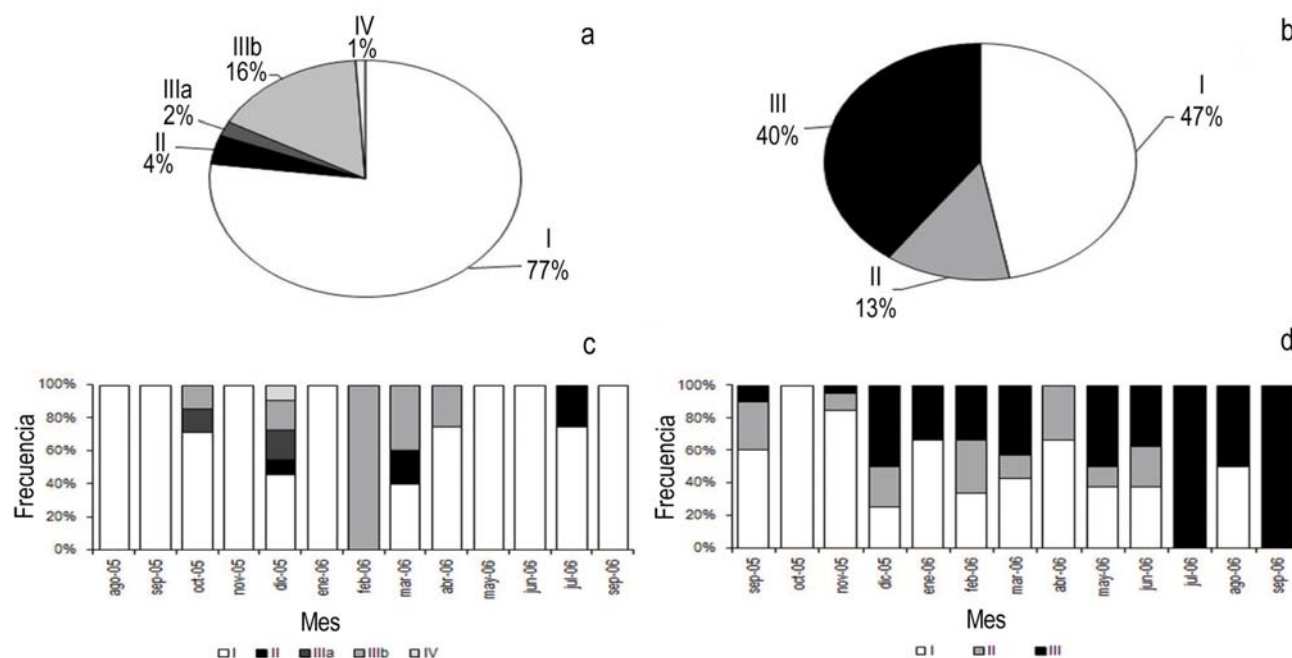 a
IV
1%
IIIb
16%
IIIa
2%
II
4%
I
77%
b
III
40%
I
47%
II
13%
c
Frecuencia
100%
80%
60%
40%
20%
0%
ago-05
sep-05
oct-05
nov-05
dic-05
ene-06
feb-06
mar-06
abr-06
may-06
jun-06
jul-06
sep-06
Mes
I II IIIa IIIb IV
d
Frecuencia
100%
80%
60%
40%
20%
0%
sep-05
oct-05
nov-05
dic-05
ene-06
feb-06
mar-06
abr-06
may-06
jun-06
jul-06
ago-06
sep-06
Mes
I II III